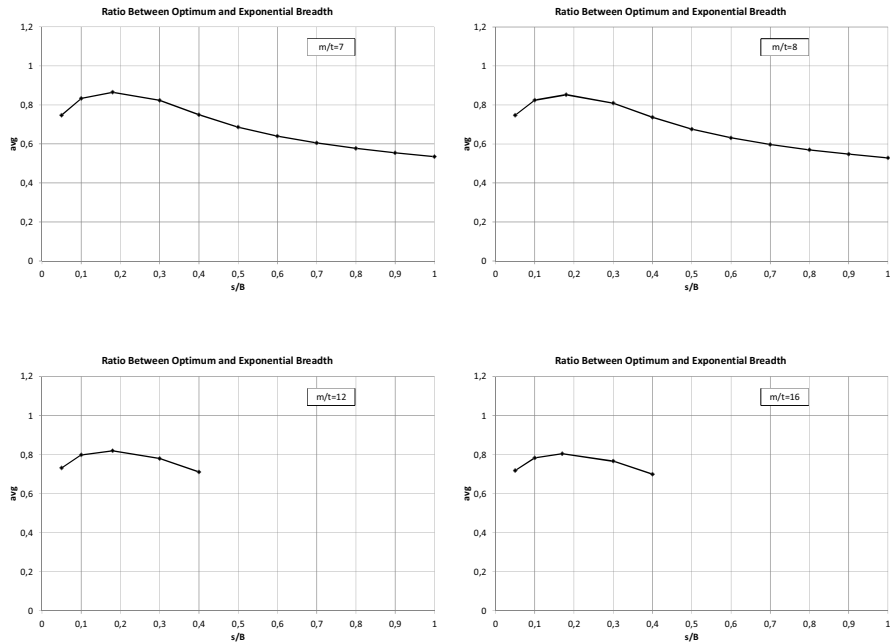 Ratio Between Optimum and Exponential Breadth
1,2
m/t=7
1
0,8
avg
0,6
0,4
0,2
0
0 0,1 0,2 0,3 0,4 0,5 0,6 0,7 0,8 0,9 1
s/B
Ratio Between Optimum and Exponential Breadth
1,2
m/t=8
1
0,8
avg
0,6
0,4
0,2
0
0 0,1 0,2 0,3 0,4 0,5 0,6 0,7 0,8 0,9 1
s/B
Ratio Between Optimum and Exponential Breadth
1,2
m/t=12
1
0,8
avg
0,6
0,4
0,2
0
0 0,1 0,2 0,3 0,4 0,5 0,6 0,7 0,8 0,9 1
s/B
Ratio Between Optimum and Exponential Breadth
1,2
m/t=16
1
0,8
avg
0,6
0,4
0,2
0
0 0,1 0,2 0,3 0,4 0,5 0,6 0,7 0,8 0,9 1
s/B